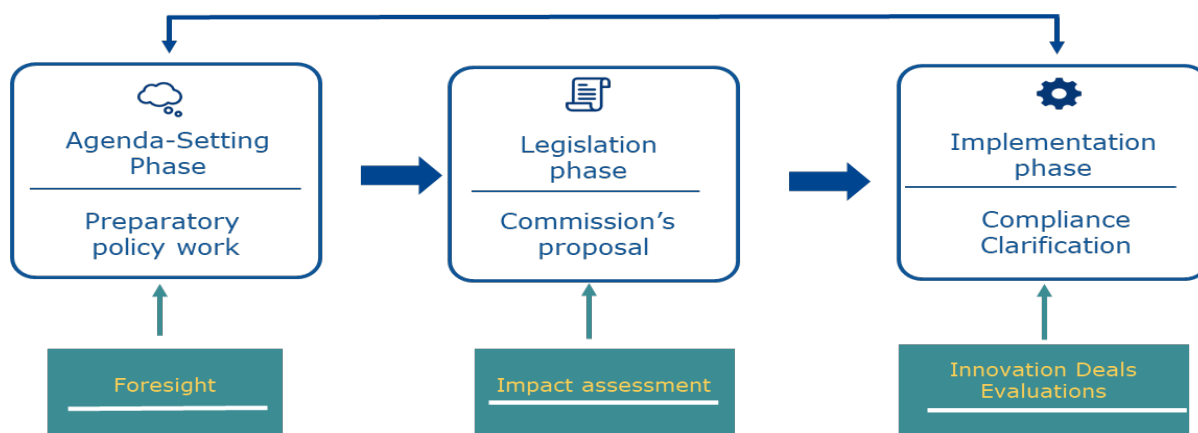 Agenda-Setting
Phase
Preparatory
policy work
Legislation
phase
Commission's
proposal
Implementation
phase
Compliance
Clarification
Foresight
Impact assessment
Innovation Deals
Evaluations